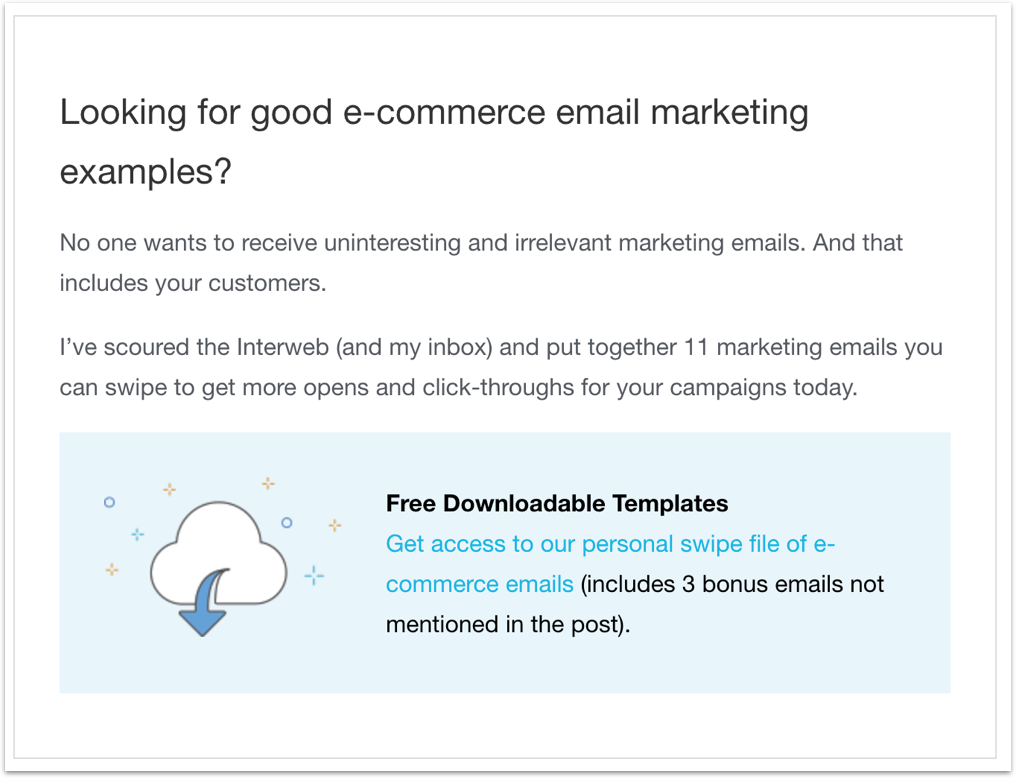 Looking for good e-commerce email marketing
examples?
No one wants to receive uninteresting and irrelevant marketing emails. And that
includes your customers.
I’ve scoured the Interweb (and my inbox) and put together 11 marketing emails you
can swipe to get more opens and click-throughs for your campaigns today.
Free Downloadable Templates
Get access to our personal swipe file of e-
commerce emails (includes 3 bonus emails not
mentioned in the post).